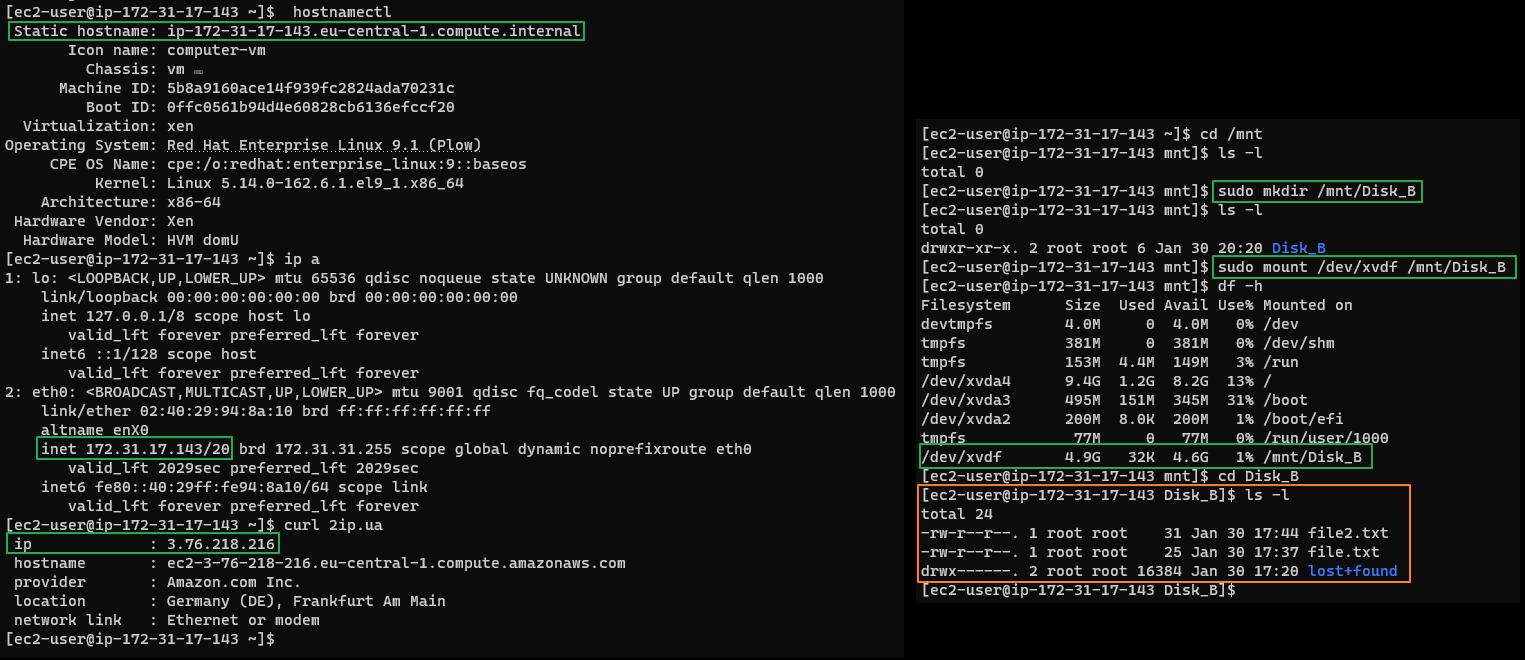 [ec2-user@ip-172-31-17-143 ~]$  hostnamectl
 Static hostname: ip-172-31-17-143.eu-central-1.compute.internal
       Icon name: computer-vm
         Chassis: vm
      Machine ID: 5b8a9160ace14f939fc2824ada70231c
         Boot ID: 0ffc0561b94d4e60828cb6136efccf20
  Virtualization: xen
Operating System: Red Hat Enterprise Linux 9.1 (Plow)
     CPE OS Name: cpe:/o:redhat:enterprise_linux:9::baseos
          Kernel: Linux 5.14.0-162.6.1.el9_1.x86_64
    Architecture: x86-64
 Hardware Vendor: Xen
  Hardware Model: HVM domU
[ec2-user@ip-172-31-17-143 ~]$ ip a
1: lo: <LOOPBACK,UP,LOWER_UP> mtu 65536 qdisc noqueue state UNKNOWN group default qlen 1000
    link/loopback 00:00:00:00:00:00 brd 00:00:00:00:00:00
    inet 127.0.0.1/8 scope host lo
       valid_lft forever preferred_lft forever
    inet6 ::1/128 scope host
       valid_lft forever preferred_lft forever
2: eth0: <BROADCAST,MULTICAST,UP,LOWER_UP> mtu 9001 qdisc fq_codel state UP group default qlen 1000
    link/ether 02:40:29:94:8a:10 brd ff:ff:ff:ff:ff:ff
    altname enX0
    inet 172.31.17.143/20 brd 172.31.31.255 scope global dynamic noprefixroute eth0
       valid_lft 2029sec preferred_lft 2029sec
    inet6 fe80::40:29ff:fe94:8a10/64 scope link
       valid_lft forever preferred_lft forever
[ec2-user@ip-172-31-17-143 ~]$ curl 2ip.ua
 ip             : 3.76.218.216
 hostname       : ec2-3-76-218-216.eu-central-1.compute.amazonaws.com
 provider       : Amazon.com Inc.
 location       : Germany (DE), Frankfurt Am Main
 network link   : Ethernet or modem
[ec2-user@ip-172-31-17-143 ~]$
[ec2-user@ip-172-31-17-143 ~]$ cd /mnt
[ec2-user@ip-172-31-17-143 mnt]$ ls -l
total 0
[ec2-user@ip-172-31-17-143 mnt]$ sudo mkdir /mnt/Disk_B
[ec2-user@ip-172-31-17-143 mnt]$ ls -l
total 0
drwxr-xr-x. 2 root root 6 Jan 30 20:20 Disk_B
[ec2-user@ip-172-31-17-143 mnt]$ sudo mount /dev/xvdf /mnt/Disk_B
[ec2-user@ip-172-31-17-143 mnt]$ df -h
Filesystem      Size  Used Avail Use% Mounted on
devtmpfs        4.0M     0  4.0M   0% /dev
tmpfs           381M     0  381M   0% /dev/shm
tmpfs           153M  4.4M  149M   3% /run
/dev/xvda4      9.4G  1.2G  8.2G  13% /
/dev/xvda3      495M  151M  345M  31% /boot
/dev/xvda2      200M  8.0K  200M   1% /boot/efi
tmpfs            77M     0   77M   0% /run/user/1000
/dev/xvdf       4.9G   32K  4.6G   1% /mnt/Disk_B
[ec2-user@ip-172-31-17-143 mnt]$ cd Disk_B
[ec2-user@ip-172-31-17-143 Disk_B]$ ls -l
total 24
-rw-r--r--. 1 root root    31 Jan 30 17:44 file2.txt
-rw-r--r--. 1 root root    25 Jan 30 17:37 file.txt
drwx------. 2 root root 16384 Jan 30 17:20 lost+found
[ec2-user@ip-172-31-17-143 Disk_B]$